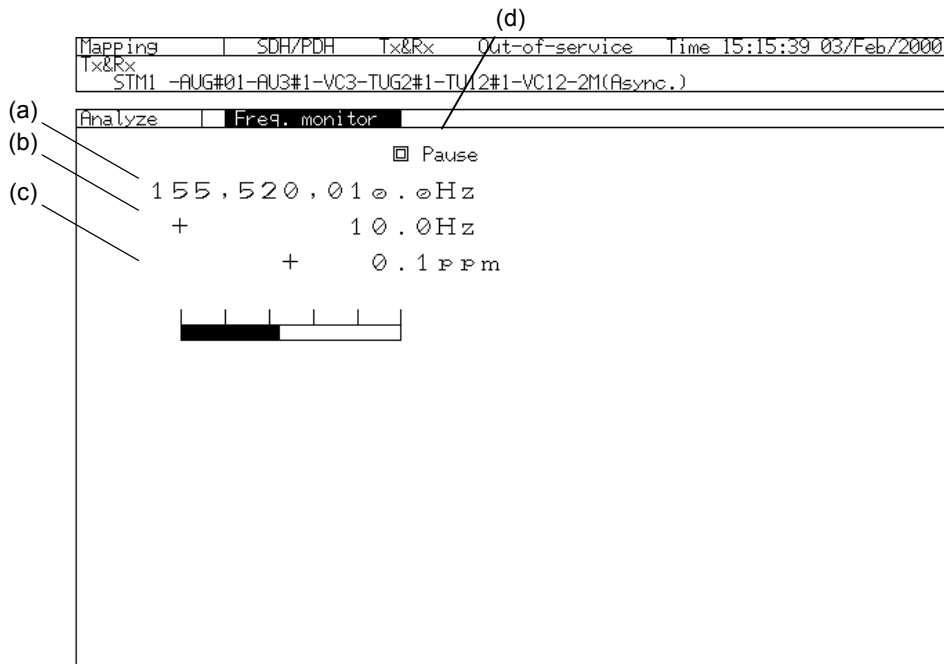 (d)
Mapping SDH/PDH Tx&Rx Out-of-service Time 15:15:39 03/Feb/2000
Tx&Rx
STM1 -AUG#01-AU3#1-VC3-TUG2#1-TU12#1-VC12-2M(Async.)
Analyze Freq. monitor
(a)
(b)
(c)
Pause
155,520,010.0Hz
+ 10.0Hz
+ 0.1ppm